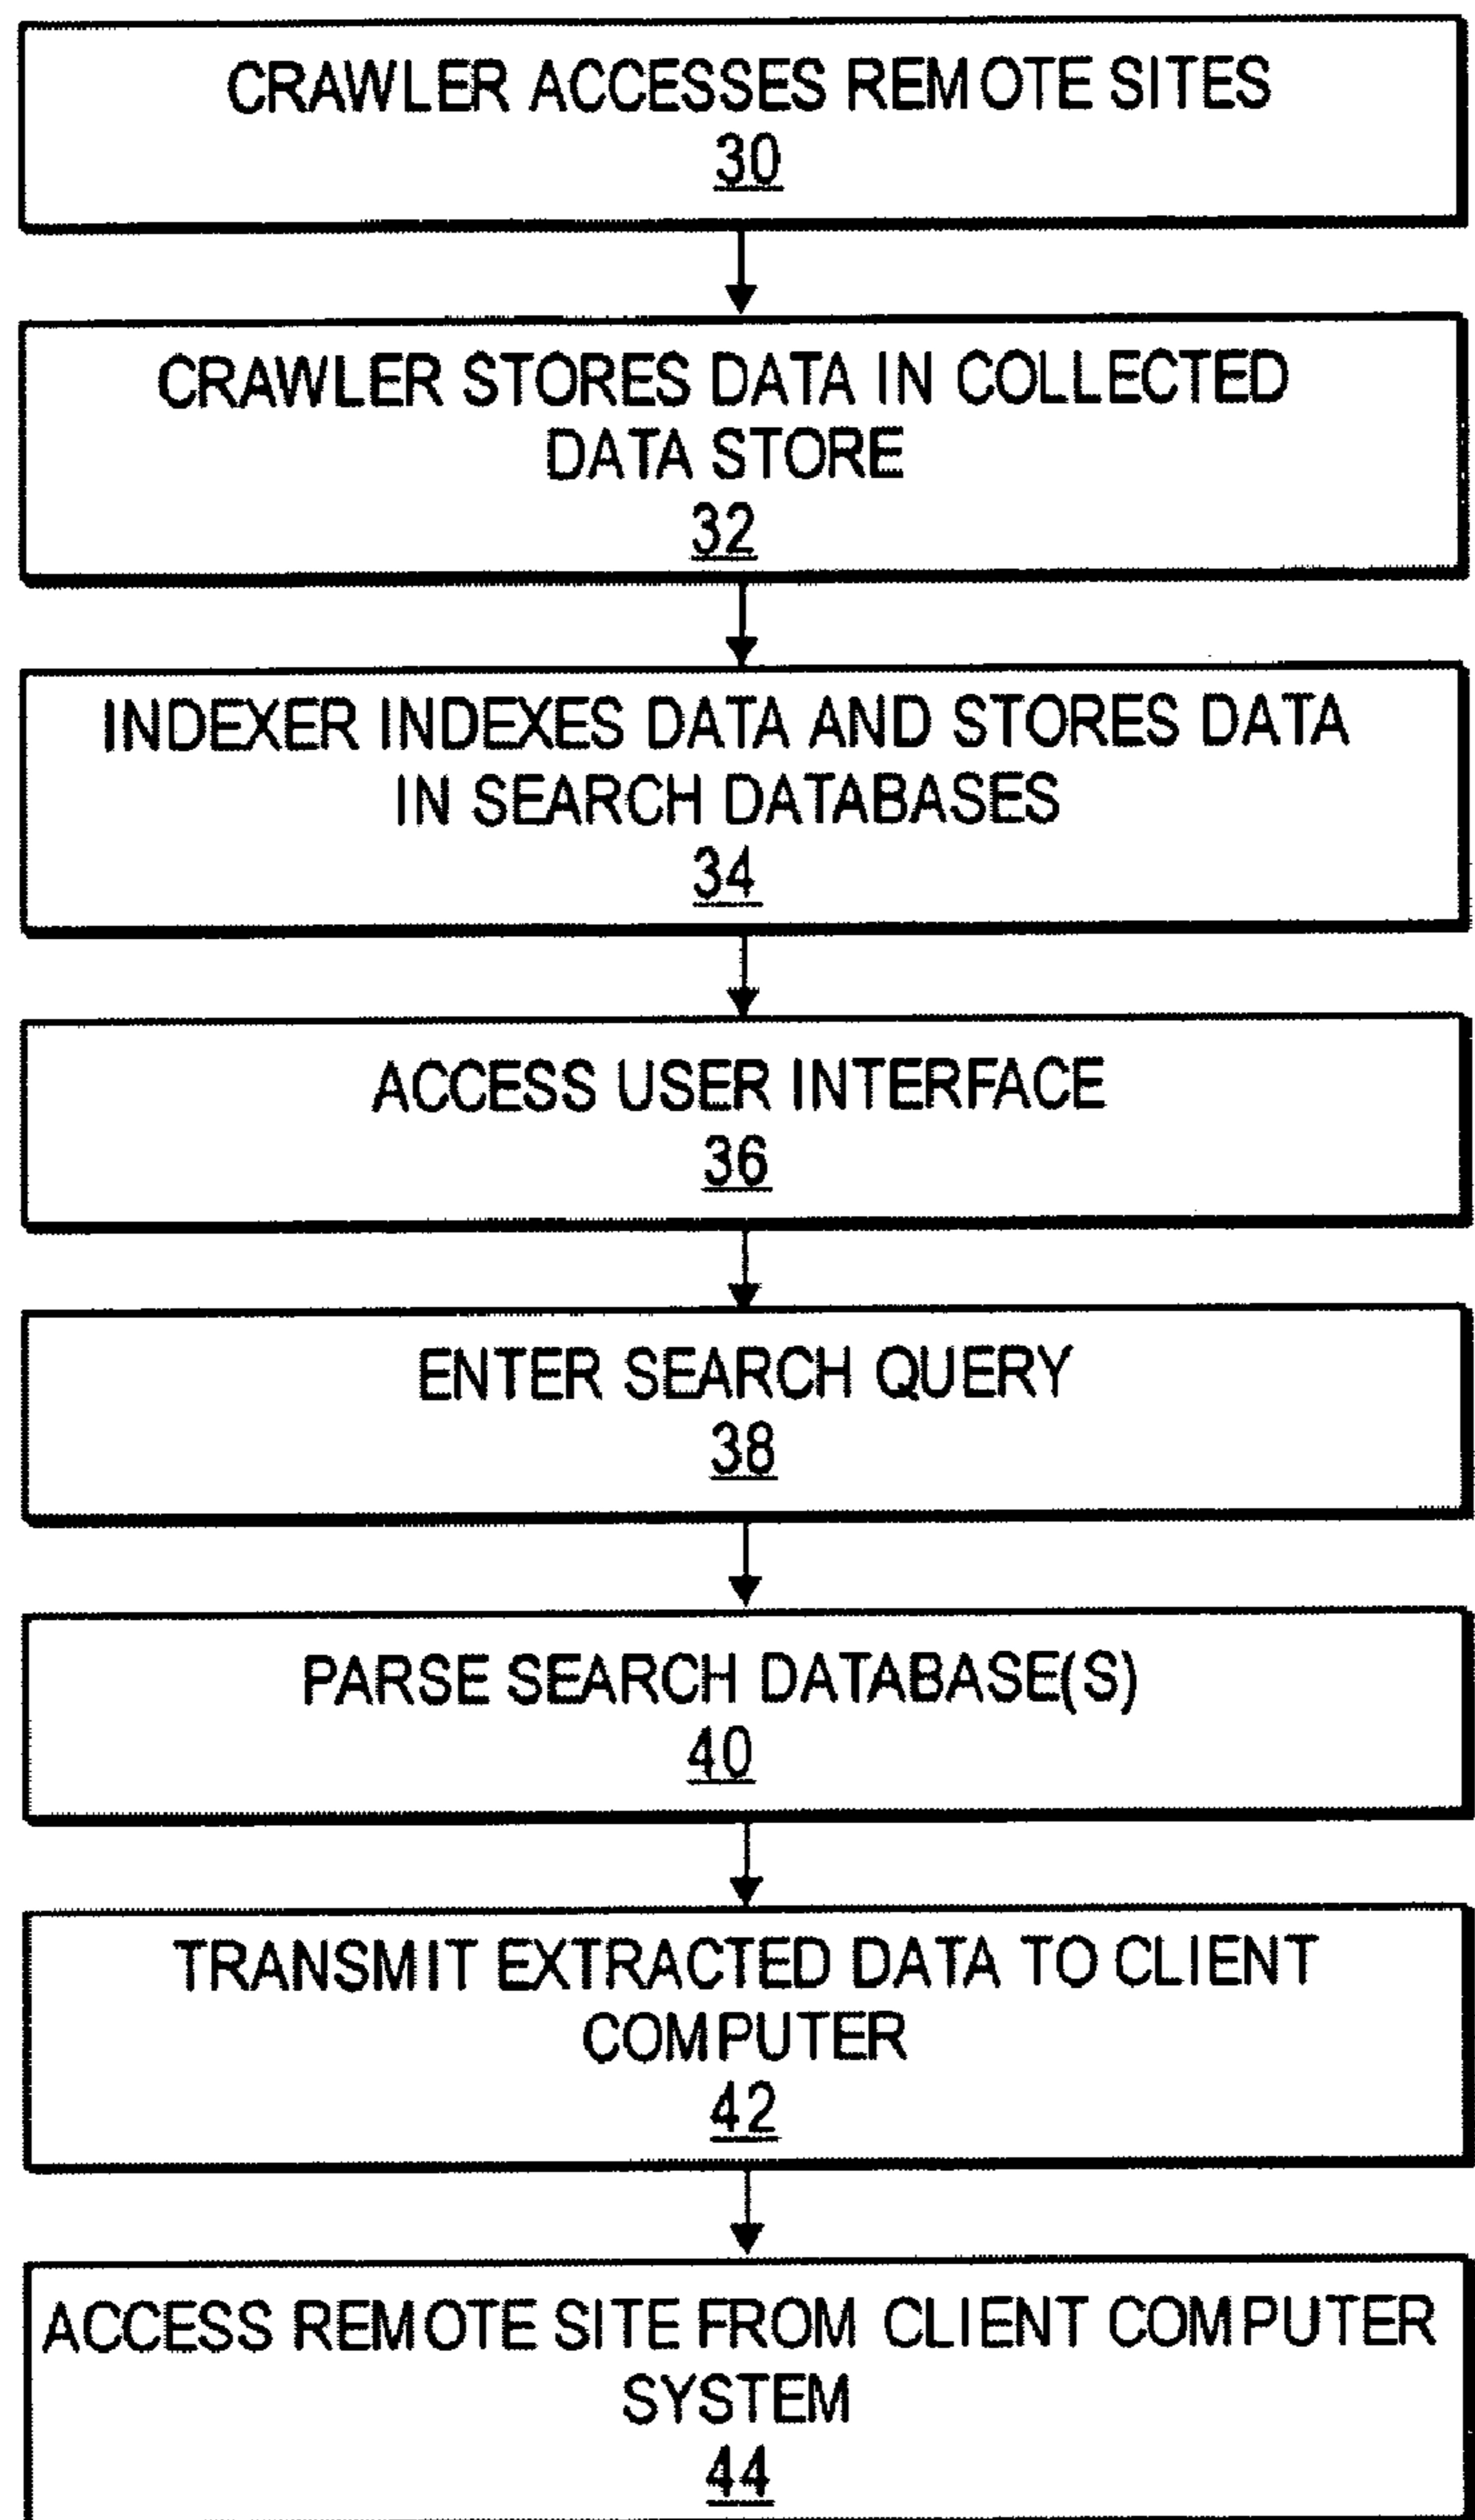 CRAWLER ACCESSES REMOTE SITES
30
CRAWLER STORES DATA IN COLLECTED
DATA STORE
32
INDEXER INDEXES DATA AND STORES DATA
IN SEARCH DATABASES
34
ACCESS USER INTERFACE
36
ENTER SEARCH QUERY
38
PARSE SEARCH DATABASE(S)
40
TRANSMIT EXTRACTED DATA TO CLIENT
COMPUTER
42
ACCESS REMOTE SITE FROM CLIENT COMPUTER
SYSTEM
44